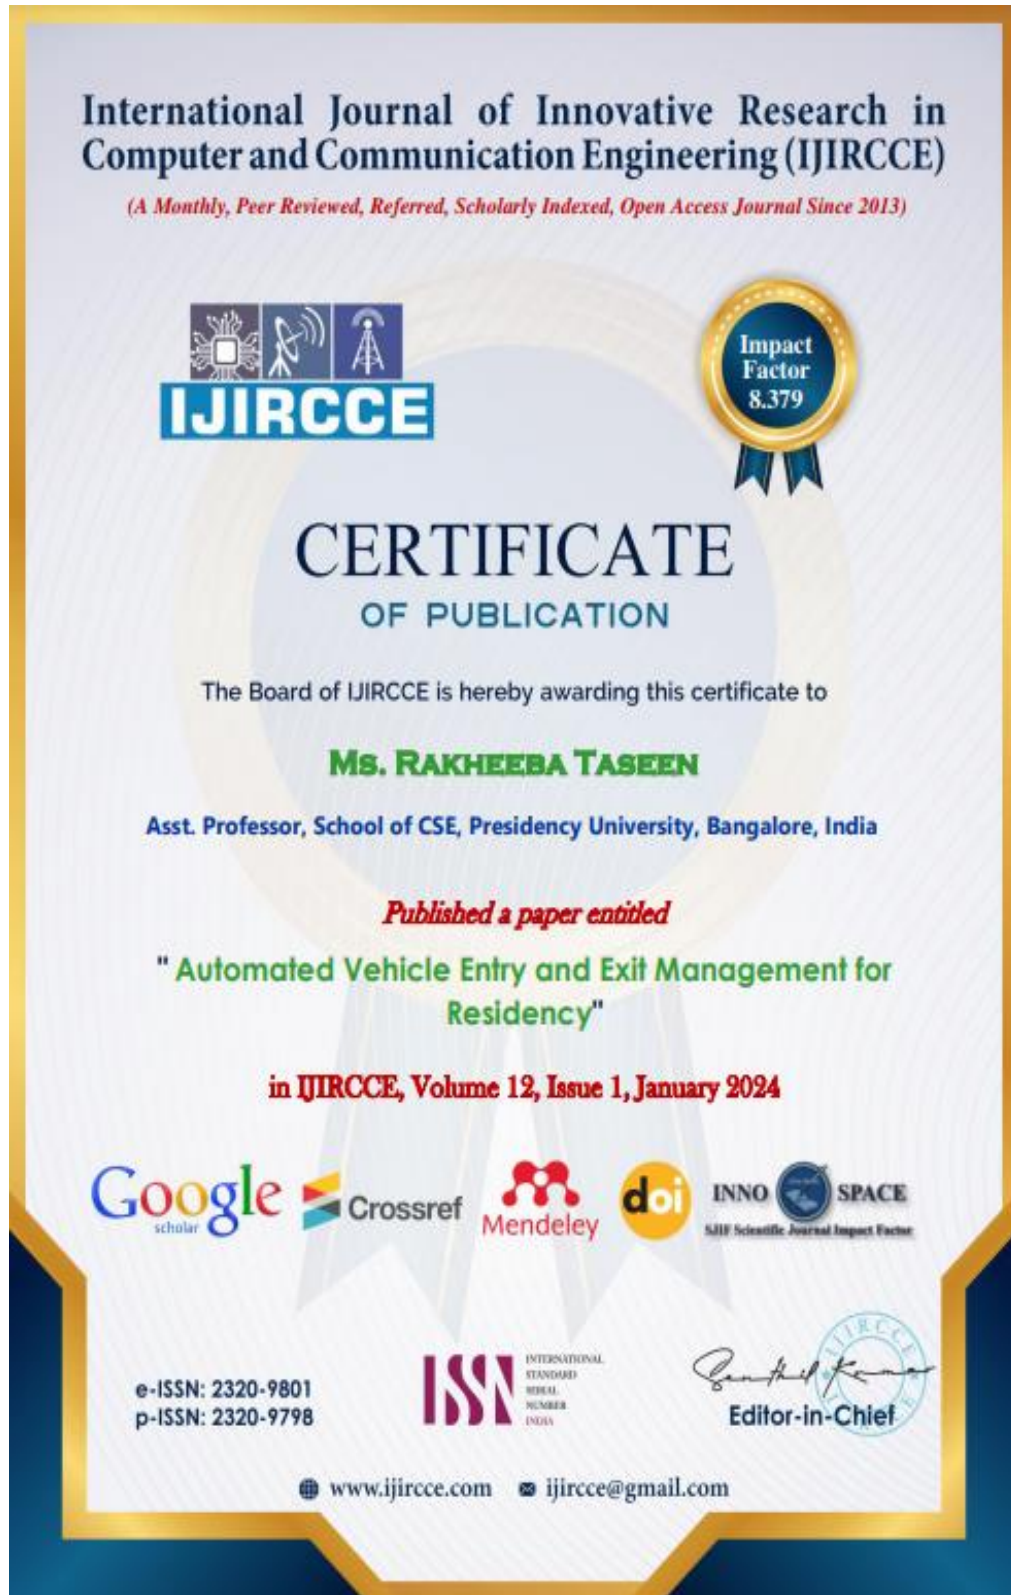 International Journal of Innovative Research in
Computer and Communication Engineering (IJIRCCE)
(A Monthly, Peer Reviewed, Referred, Scholarly Indexed, Open Access Journal Since 2013)
IJIRCCE
Impact
Factor
8.379
CERTIFICATE
OF PUBLICATION
The Board of IJIRCCE is hereby awarding this certificate to
Ms. Rakheeba Taseen
Asst. Professor, School of CSE, Presidency University, Bangalore, India
Published a paper entitled
" Automated Vehicle Entry and Exit Management for
Residency"
in IJIRCCE, Volume 12, Issue 1, January 2024
Google
scholar
Crossref
Mendeley
doi
INNO SPACE
SJIF Scientific Journal Impact Factor
e-ISSN: 2320-9801
p-ISSN: 2320-9798
ISSN
INTERNATIONAL
STANDARD
SERIAL
NUMBER
INDIA
IJIRCCE
Senthil Kumar
Editor-in-Chief
www.ijircce.com ijircce@gmail.com